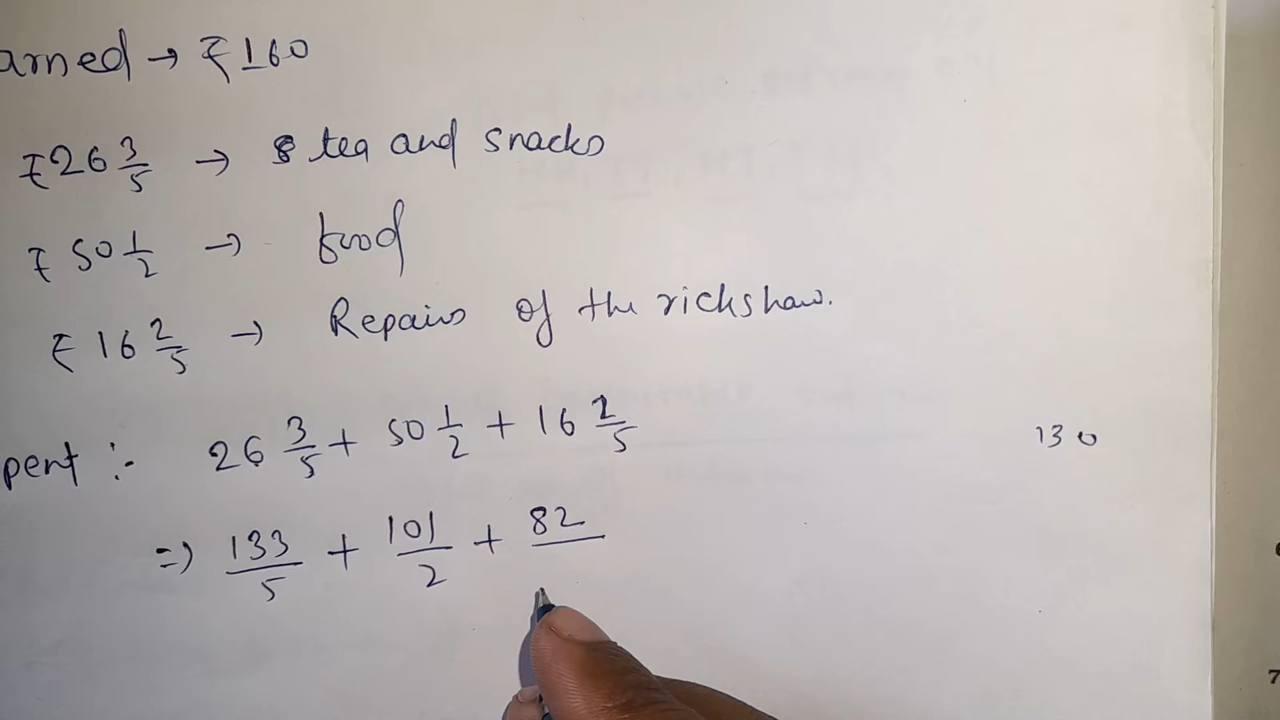 arned → ₹160
₹26 3/5 → tea and snacks
₹50 1/2 → food
₹16 2/5 → Repairs of the rickshaw.
pent :- 26 3/5 + 50 1/2 + 16 2/5
130
=) 133/5 + 101/2 + 82
7